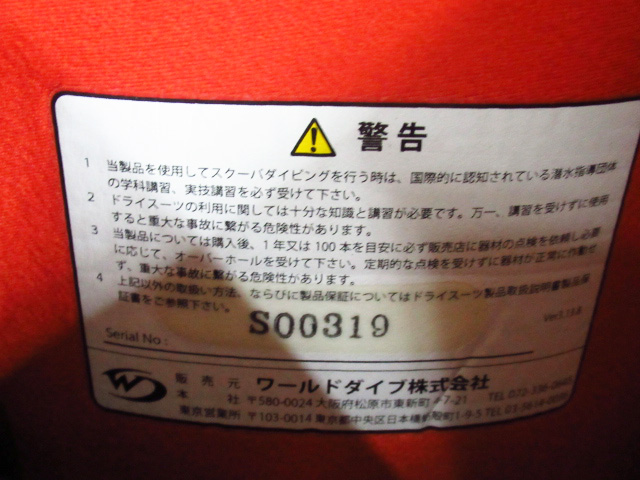 警告
1 当製品を使用してスクーバダイビングを行う時は、国際的に認知されている潜水指導団体
の学科講習、実技講習を必ず受けて下さい。
2 ドライスーツの利用に関しては十分な知識と講習が必要です。万一、講習を受けずに使用
すると重大な事故に繋がる危険性があります。
3 当製品については購入後、1年又は100本を目安に必ず販売店に器材の点検を依頼し必要
に応じて、オーバーホールを受けて下さい。定期的な点検を受けずに器材が正常に作動せ
ず、重大な事故に繋がる危険性があります。
4 上記以外の取扱い方法、ならびに製品保証についてはドライスーツ製品取扱説明書製品保
証書をご参照下さい。
Serial No : S00319
販売元 ワールドダイブ株式会社
本社 〒580-0024 大阪府松原市東新町 4-7-21 TEL
東京営業所 〒103-0014 東京都中央区日本橋蛎殻町1-9-5 TEL